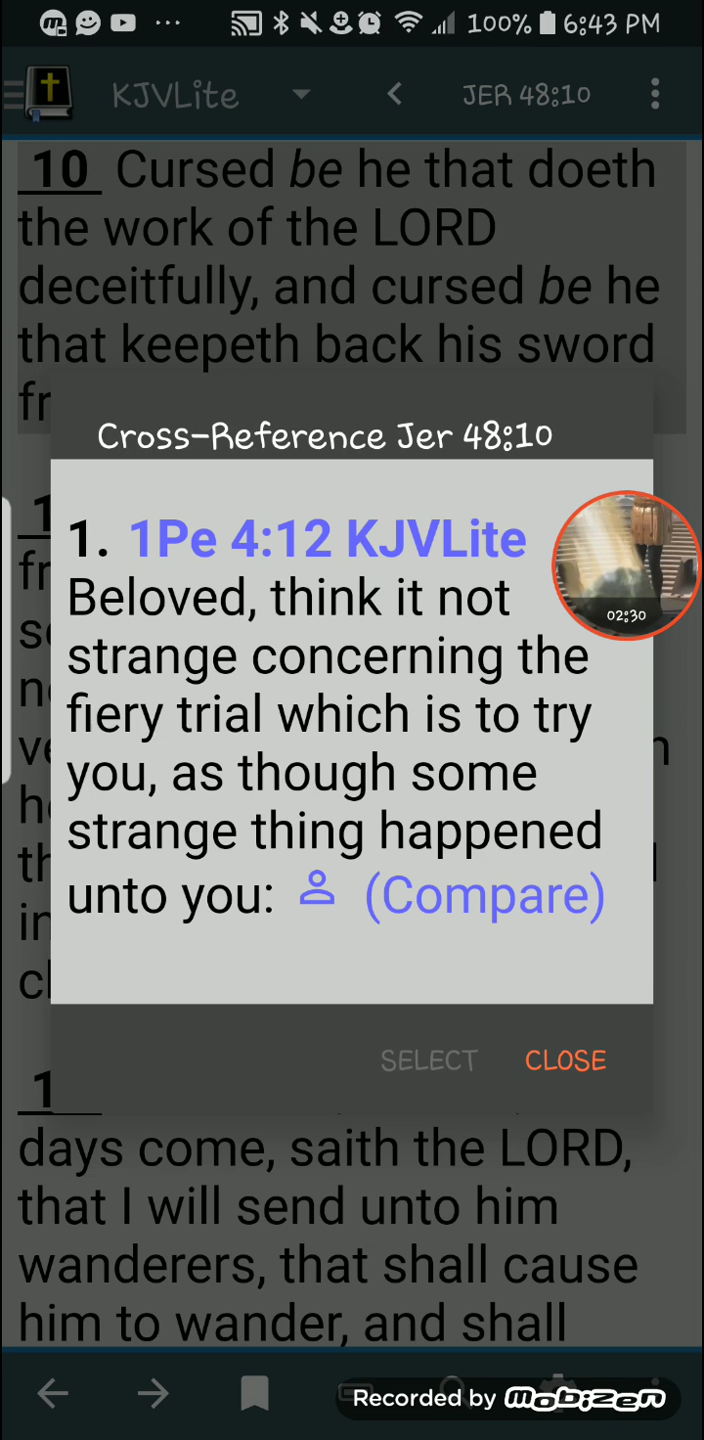 100% 6:43 PM
KJVLite JER 48:10
10 Cursed be he that doeth
the work of the LORD
deceitfully, and cursed be he
that keepeth back his sword
fr
Cross-Reference Jer 48:10
1. 1Pe 4:12 KJVLite
Beloved, think it not
strange concerning the
fiery trial which is to try
you, as though some
strange thing happened
unto you: (Compare)
02:30
SELECT CLOSE
days come, saith the LORD,
that I will send unto him
wanderers, that shall cause
him to wander, and shall
Recorded by mobizen